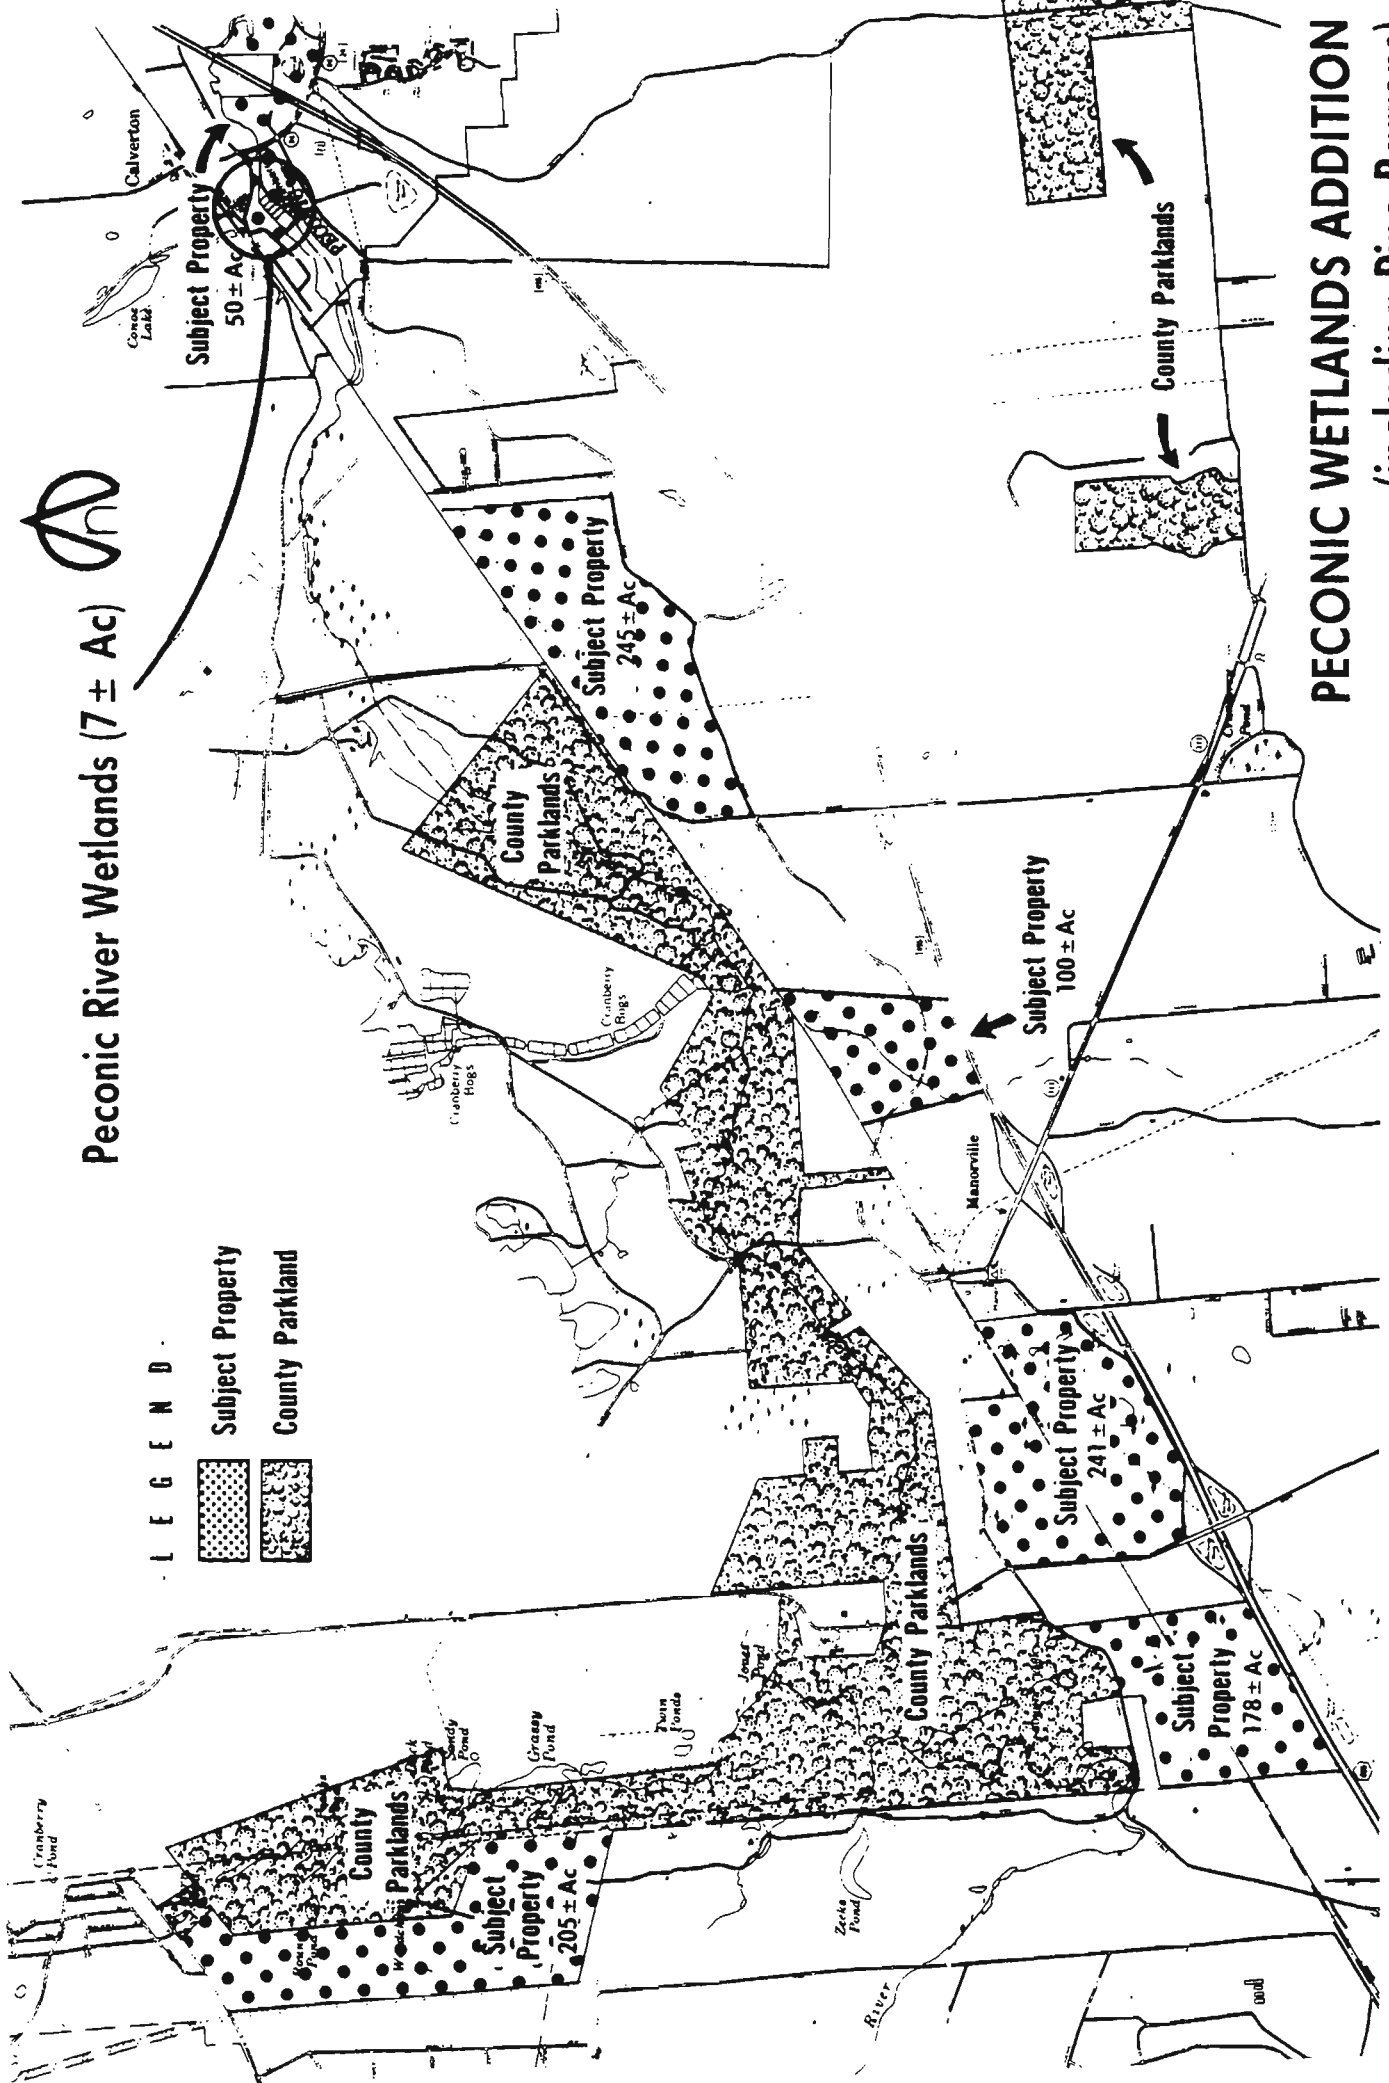 Peconic River Wetlands (7± Ac)
- L E G E N D -
Subject Property
County Parkland
Calverton
Canoe
Lake
Subject Property
50±Ac
Subject Property
245±Ac
County
Parklands
Cranberry
Bogs
Cranberry
Bogs
Subject Property
100±Ac
County Parklands
Manorville
Subject Property
241±Ac
County Parklands
Subject
Property
178±Ac
Jones
Pond
Twin
Ponds
Grassy
Pond
Sandy
Pond
Cranberry
Pond
County
Parklands
Subject
Property
205±Ac
Zeeks
Pond
River
Pond
PECONIC WETLANDS ADDITION